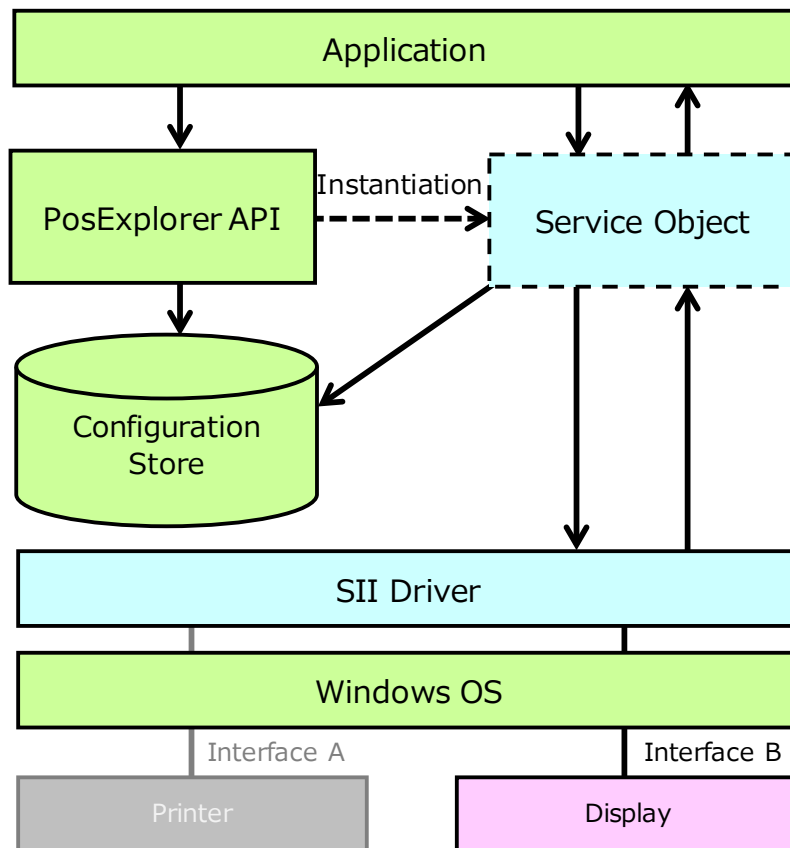 Application
Instantiation
PosExplorer API
Service Object
Configuration
Store
SII Driver
Windows OS
Interface A
Interface B
Printer
Display